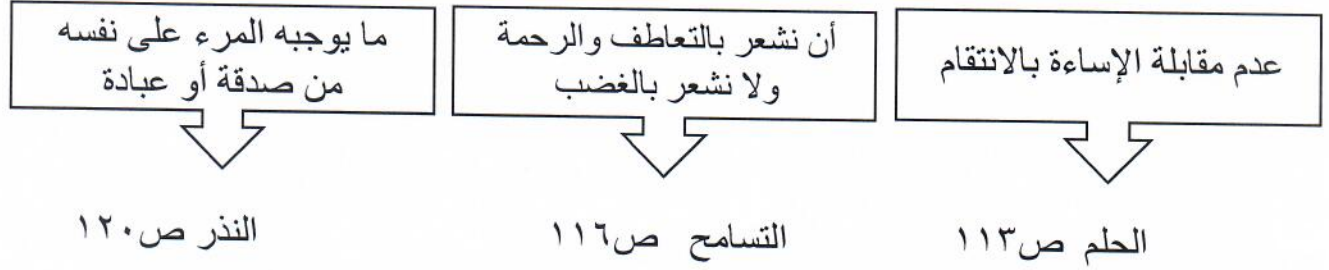 عدم مقابلة الإساءة بالانتقام
أن نشعر بالتعاطف والرحمة
ولا نشعر بالغضب
ما يوجبه المرء على نفسه
من صدقة أو عبادة
الحلم ص١١٣
التسامح ص١١٦
النذر ص١٢٠